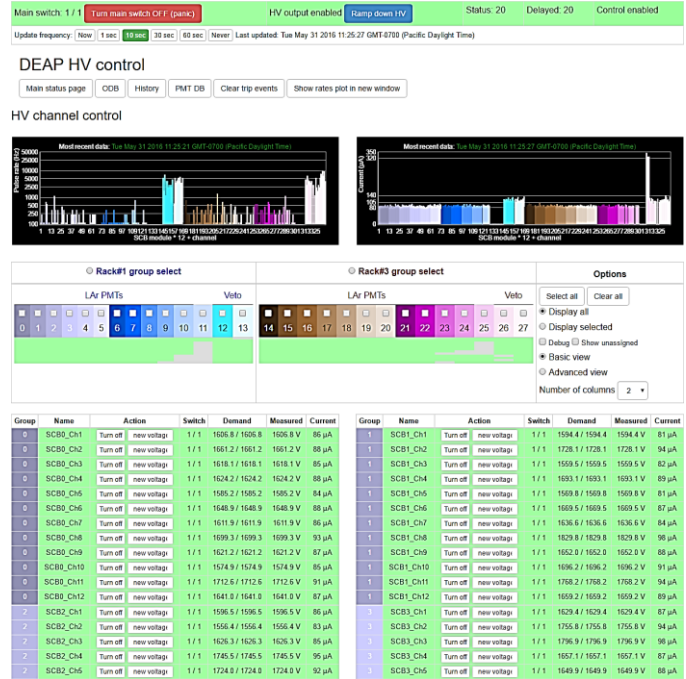 Main switch: 1 / 1 Turn main switch OFF (panic) HV output enabled Ramp down HV Status: 20 Delayed: 20 Control enabled
Update frequency: Now 1 sec 10 sec 30 sec 60 sec Never Last updated: Tue May 31 2016 11:25:27 GMT-0700 (Pacific Daylight Time)
DEAP HV control
Main status page ODB History PMT DB Clear trip events Show rates plot in new window
HV channel control
Most recent data: Tue May 31 2016 11:25:21 GMT-0700 (Pacific Daylight Time)
Pulse rate (Hz)
50000
25000
10000
5000
2500
1000
500
250
100
SCB module * 12 + channel
Most recent data: Tue May 31 2016 11:25:27 GMT-0700 (Pacific Daylight Time)
Current (µA)
350
320
140
105
80
0
SCB module * 12 + channel
Rack#1 group select Rack#3 group select Options
LAr PMTs Veto LAr PMTs Veto
0 1 2 3 4 5 6 7 8 9 10 11 12 13 14 15 16 17 18 19 20 21 22 23 24 25 26 27
Select all Clear all
Display all
Display selected
Debug Show unassigned
Basic view
Advanced view
Number of columns 2
Group Name Action Switch Demand Measured Current Group Name Action Switch Demand Measured Current
0 SCB0_Ch1 Turn off new voltage 1 / 1 1606.8 / 1606.8 1606.8 V 86 µA 1 SCB1_Ch1 Turn off new voltage 1 / 1 1594.4 / 1594.4 1594.4 V 81 µA
0 SCB0_Ch2 Turn off new voltage 1 / 1 1661.2 / 1661.2 1661.2 V 88 µA 1 SCB1_Ch2 Turn off new voltage 1 / 1 1728.1 / 1728.1 1728.1 V 94 µA
0 SCB0_Ch3 Turn off new voltage 1 / 1 1618.1 / 1618.1 1618.1 V 85 µA 1 SCB1_Ch3 Turn off new voltage 1 / 1 1559.5 / 1559.5 1559.5 V 82 µA
0 SCB0_Ch4 Turn off new voltage 1 / 1 1624.2 / 1624.2 1624.2 V 88 µA 1 SCB1_Ch4 Turn off new voltage 1 / 1 1693.1 / 1693.1 1693.1 V 89 µA
0 SCB0_Ch5 Turn off new voltage 1 / 1 1585.2 / 1585.2 1585.2 V 84 µA 1 SCB1_Ch5 Turn off new voltage 1 / 1 1569.8 / 1569.8 1569.8 V 81 µA
0 SCB0_Ch6 Turn off new voltage 1 / 1 1648.9 / 1648.9 1648.9 V 88 µA 1 SCB1_Ch6 Turn off new voltage 1 / 1 1669.5 / 1669.5 1669.5 V 87 µA
0 SCB0_Ch7 Turn off new voltage 1 / 1 1611.9 / 1611.9 1611.9 V 86 µA 1 SCB1_Ch7 Turn off new voltage 1 / 1 1636.6 / 1636.6 1636.6 V 84 µA
0 SCB0_Ch8 Turn off new voltage 1 / 1 1699.3 / 1699.3 1699.3 V 93 µA 1 SCB1_Ch8 Turn off new voltage 1 / 1 1829.8 / 1829.8 1829.8 V 98 µA
0 SCB0_Ch9 Turn off new voltage 1 / 1 1621.2 / 1621.2 1621.2 V 87 µA 1 SCB1_Ch9 Turn off new voltage 1 / 1 1652.0 / 1652.0 1652.0 V 88 µA
0 SCB0_Ch10 Turn off new voltage 1 / 1 1574.9 / 1574.9 1574.9 V 85 µA 1 SCB1_Ch10 Turn off new voltage 1 / 1 1696.2 / 1696.2 1696.2 V 91 µA
0 SCB0_Ch11 Turn off new voltage 1 / 1 1712.6 / 1712.6 1712.6 V 91 µA 1 SCB1_Ch11 Turn off new voltage 1 / 1 1768.2 / 1768.2 1768.2 V 94 µA
0 SCB0_Ch12 Turn off new voltage 1 / 1 1641.0 / 1641.0 1641.0 V 87 µA 1 SCB1_Ch12 Turn off new voltage 1 / 1 1659.2 / 1659.2 1659.2 V 89 µA
2 SCB2_Ch1 Turn off new voltage 1 / 1 1596.5 / 1596.5 1596.5 V 86 µA 3 SCB3_Ch1 Turn off new voltage 1 / 1 1629.4 / 1629.4 1629.4 V 87 µA
2 SCB2_Ch2 Turn off new voltage 1 / 1 1556.4 / 1556.4 1556.4 V 83 µA 3 SCB3_Ch2 Turn off new voltage 1 / 1 1755.8 / 1755.8 1755.8 V 94 µA
2 SCB2_Ch3 Turn off new voltage 1 / 1 1626.3 / 1626.3 1626.3 V 85 µA 3 SCB3_Ch3 Turn off new voltage 1 / 1 1796.9 / 1796.9 1796.9 V 98 µA
2 SCB2_Ch4 Turn off new voltage 1 / 1 1745.5 / 1745.5 1745.5 V 95 µA 3 SCB3_Ch4 Turn off new voltage 1 / 1 1657.1 / 1657.1 1657.1 V 87 µA
2 SCB2_Ch5 Turn off new voltage 1 / 1 1724.0 / 1724.0 1724.0 V 92 µA 3 SCB3_Ch5 Turn off new voltage 1 / 1 1649.9 / 1649.9 1649.9 V 88 µA